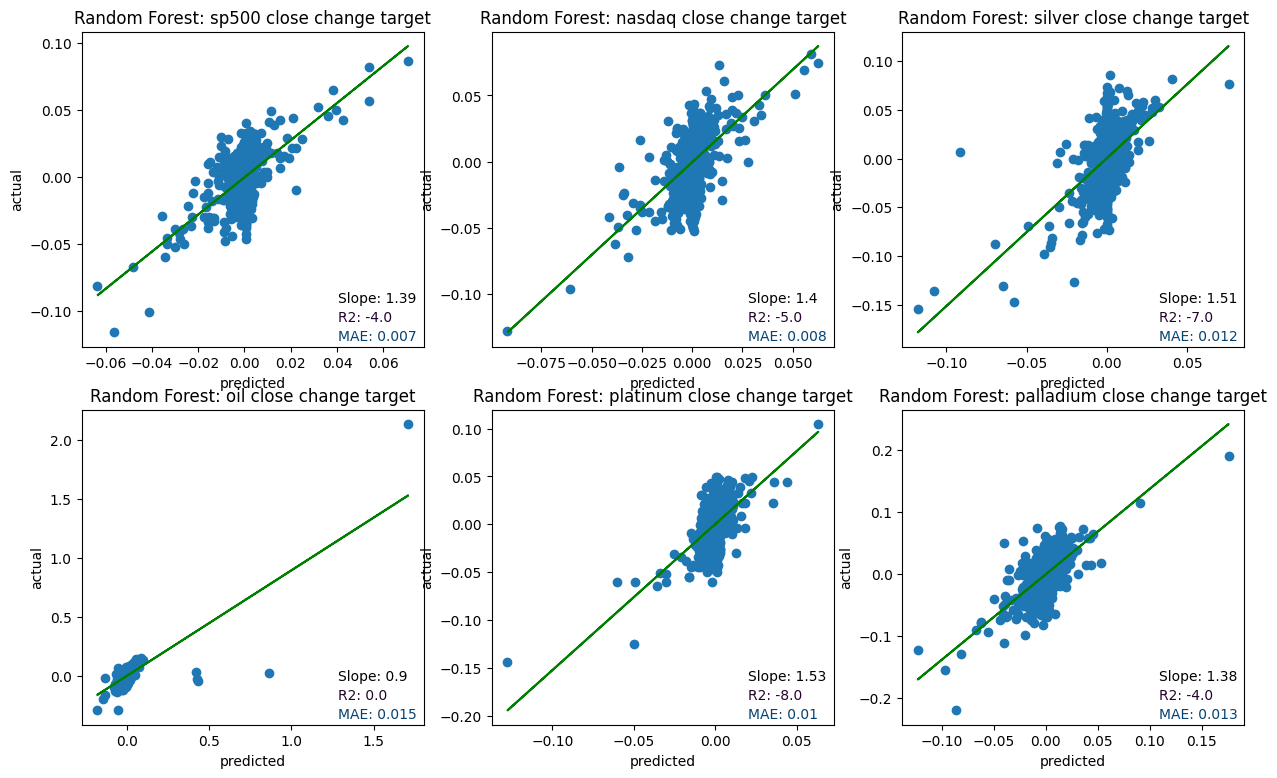 Random Forest: sp500 close change target
0.10
0.05
0.00
−0.05
−0.10
actual
Slope: 1.39
R2: -4.0
MAE: 0.007
−0.06 −0.04 −0.02 0.00 0.02 0.04 0.06
predicted
Random Forest: nasdaq close change target
0.05
0.00
−0.05
−0.10
actual
Slope: 1.4
R2: -5.0
MAE: 0.008
−0.075 −0.050 −0.025 0.000 0.025 0.050
predicted
Random Forest: silver close change target
0.10
0.05
0.00
−0.05
−0.10
−0.15
actual
Slope: 1.51
R2: -7.0
MAE: 0.012
−0.10 −0.05 0.00 0.05
predicted
Random Forest: oil close change target
2.0
1.5
1.0
0.5
0.0
actual
Slope: 0.9
R2: 0.0
MAE: 0.015
0.0 0.5 1.0 1.5
predicted
Random Forest: platinum close change target
0.10
0.05
0.00
−0.05
−0.10
−0.15
−0.20
actual
Slope: 1.53
R2: -8.0
MAE: 0.01
−0.10 −0.05 0.00 0.05
predicted
Random Forest: palladium close change target
0.2
0.1
0.0
−0.1
−0.2
actual
Slope: 1.38
R2: -4.0
MAE: 0.013
−0.10 −0.05 0.00 0.05 0.10 0.15
predicted